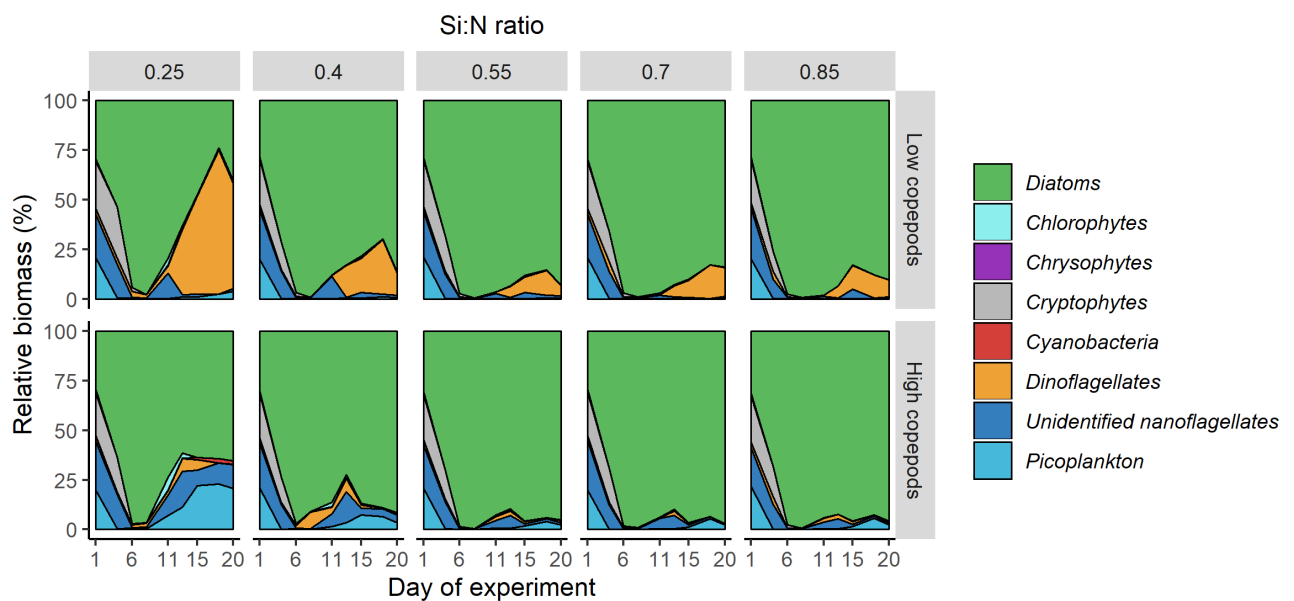 Si:N ratio
0.25 0.4 0.55 0.7 0.85
Relative biomass (%)
100
75
50
25
0
Low copepods
100
75
50
25
0
High copepods
1 6 11 15 20 1 6 11 15 20 1 6 11 15 20 1 6 11 15 20 1 6 11 15 20
Day of experiment
Diatoms
Chlorophytes
Chrysophytes
Cryptophytes
Cyanobacteria
Dinoflagellates
Unidentified nanoflagellates
Picoplankton